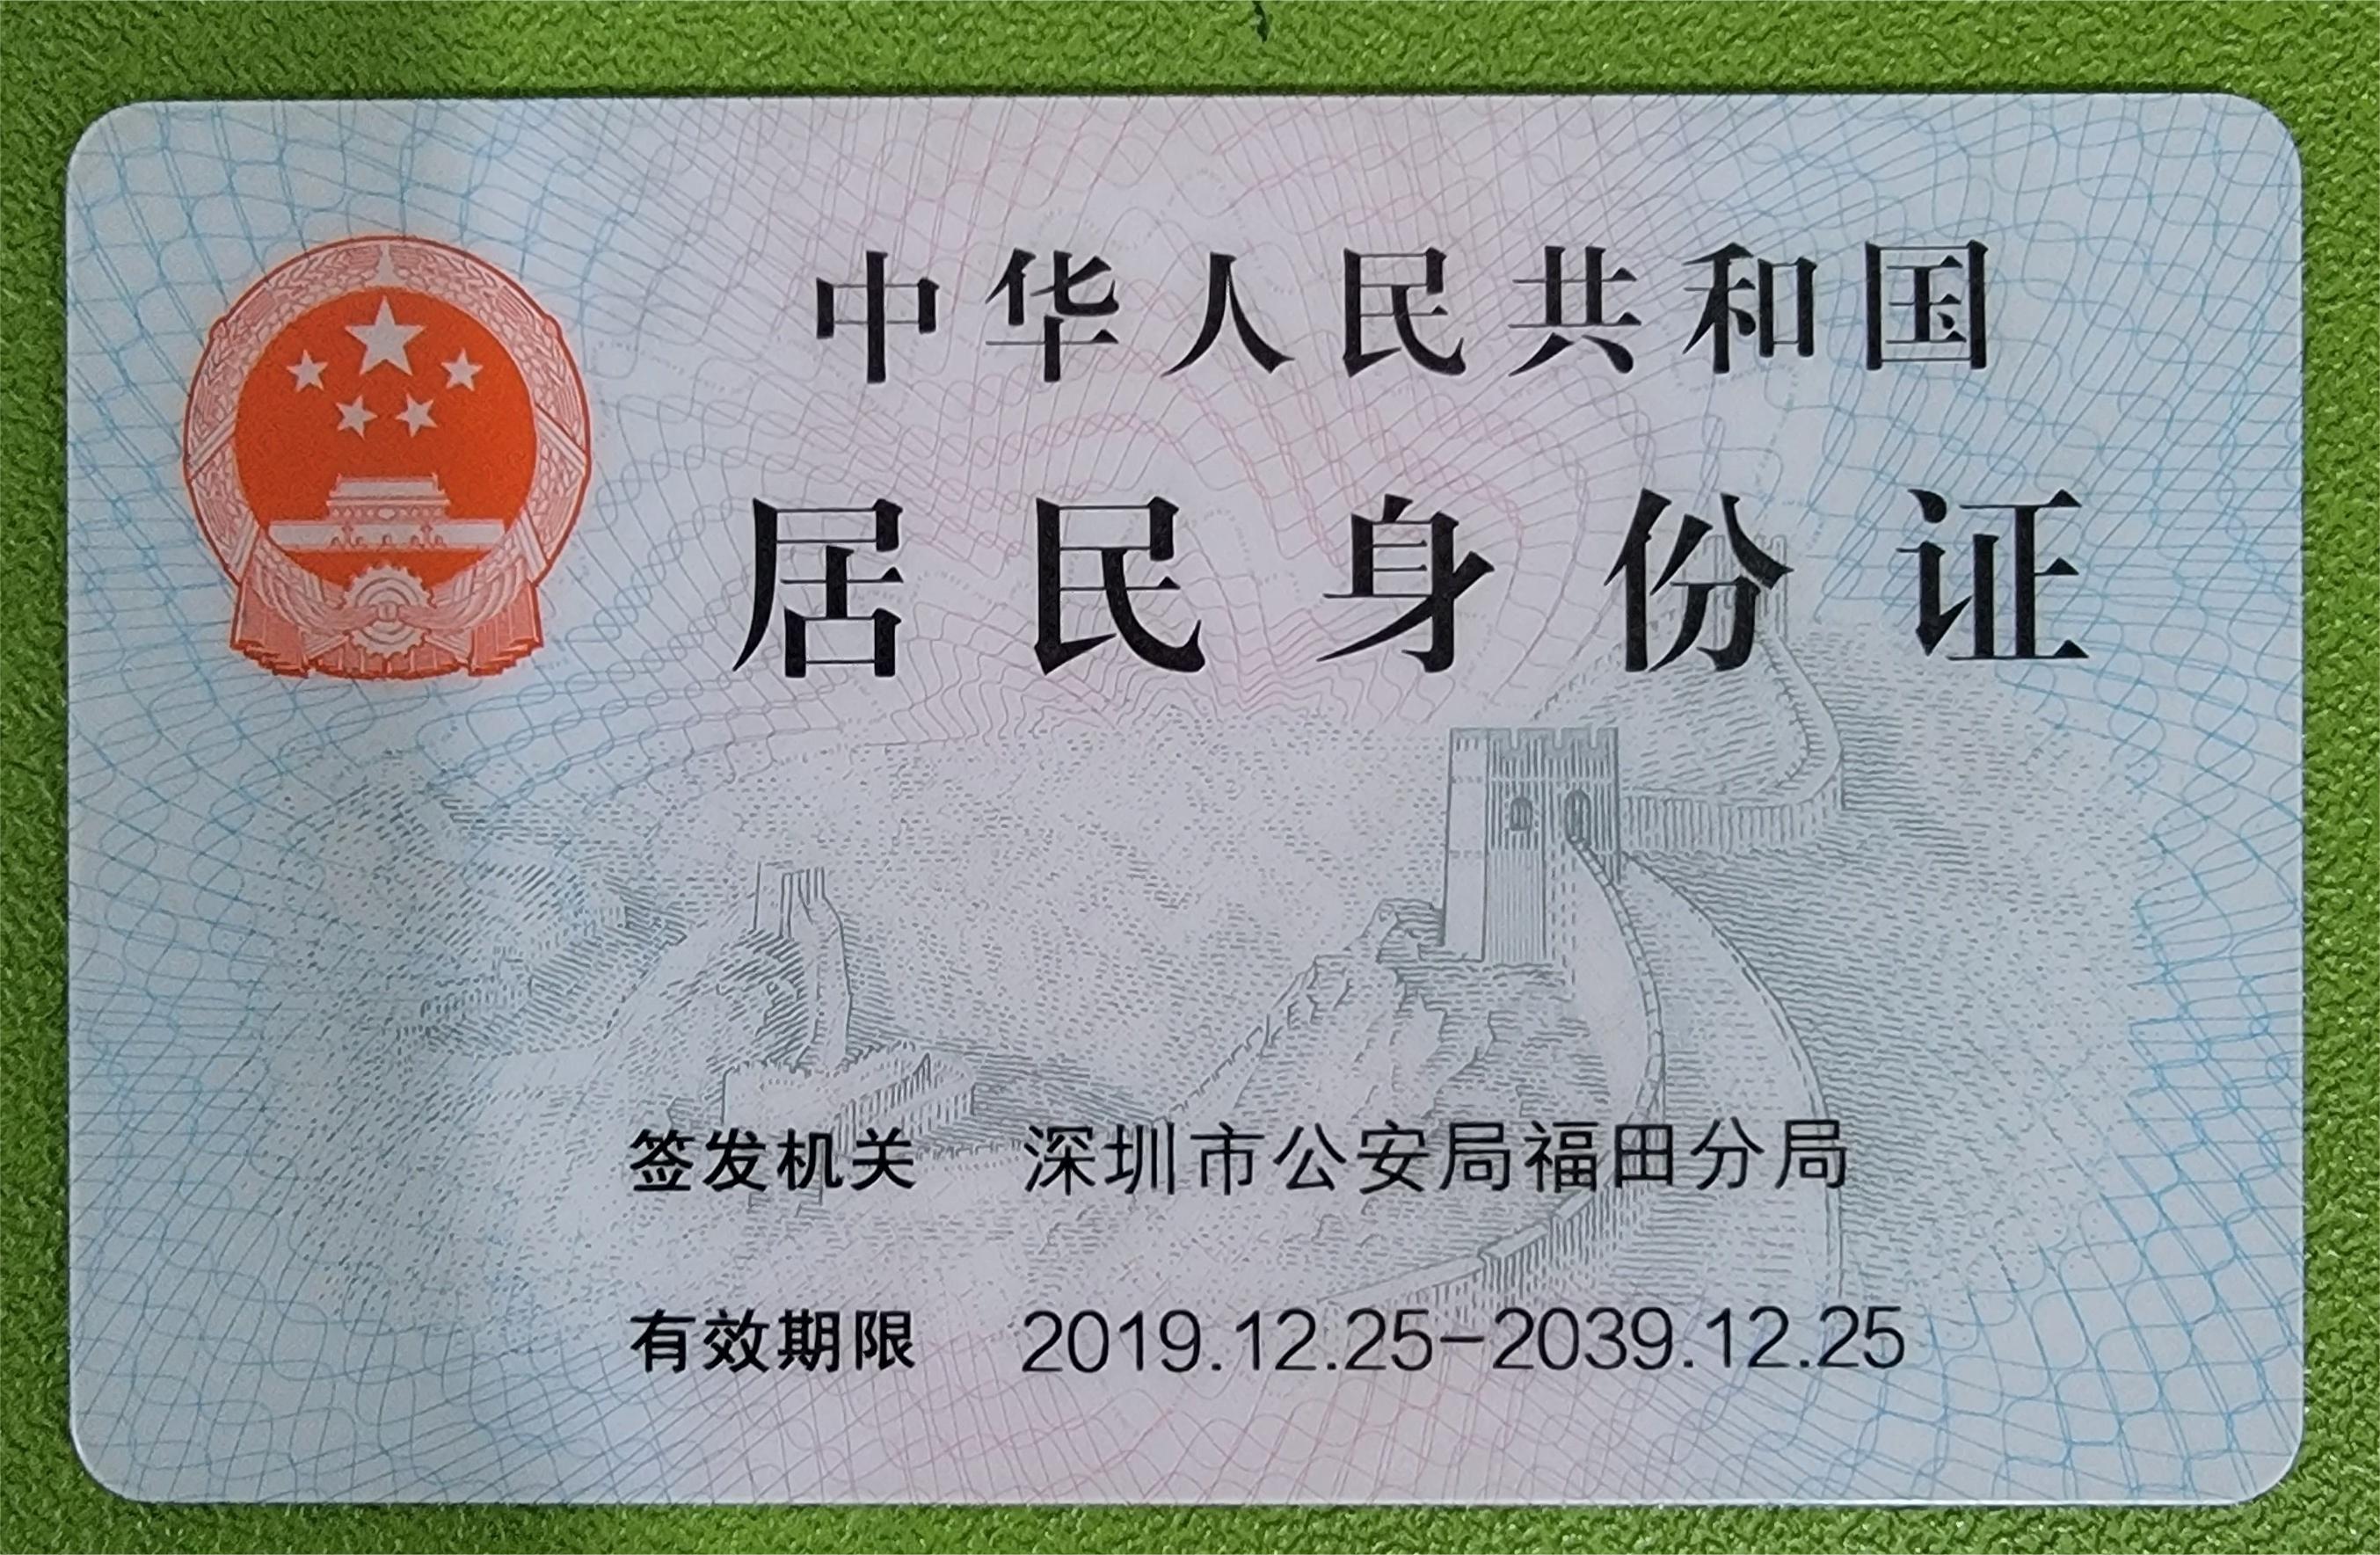 中华人民共和国
居民身份证
签发机关 深圳市公安局福田分局
有效期限 2019.12.25-2039.12.25